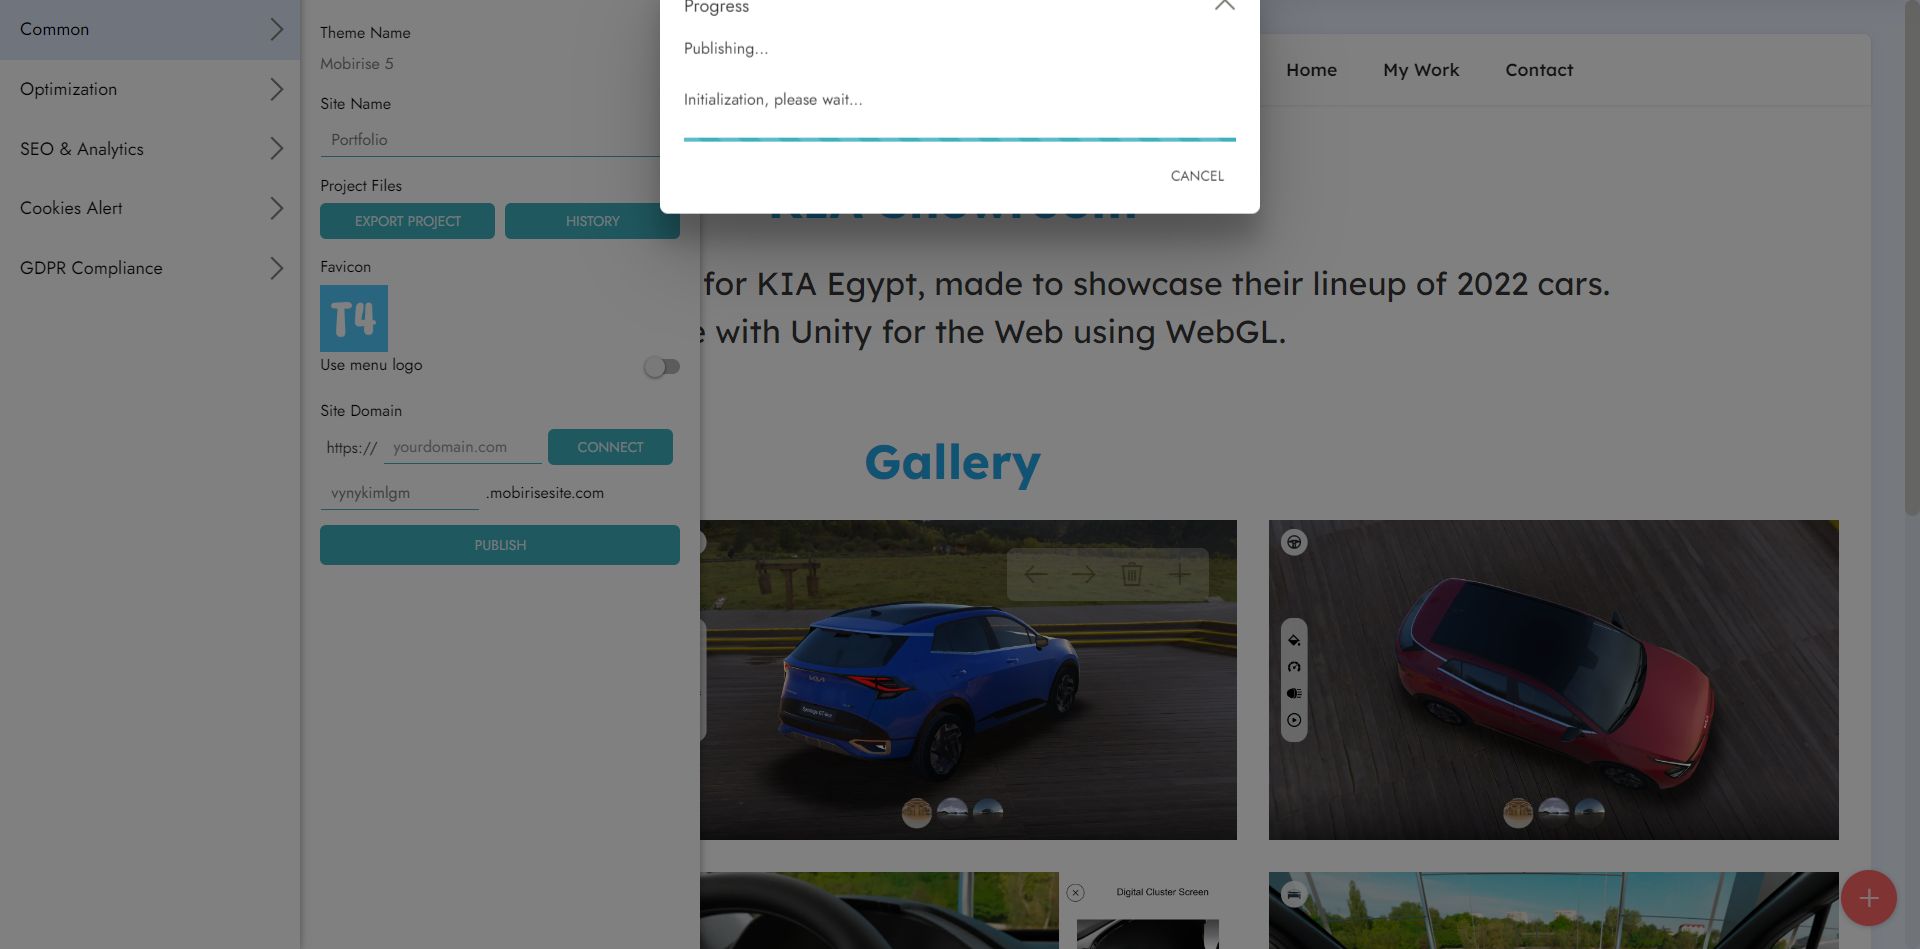 Common
Optimization
SEO & Analytics
Cookies Alert
GDPR Compliance
Theme Name
Mobirise 5
Site Name
Portfolio
Project Files
EXPORT PROJECT
HISTORY
Favicon
T4
Use menu logo
Site Domain
https://
yourdomain.com
CONNECT
vynykimlgm
.mobirisesite.com
PUBLISH
Progress
Publishing...
Initialization, please wait...
CANCEL
Home
My Work
Contact
KIA Showroom
for KIA Egypt, made to showcase their lineup of 2022 cars.
with Unity for the Web using WebGL.
Gallery
Digital Cluster Screen